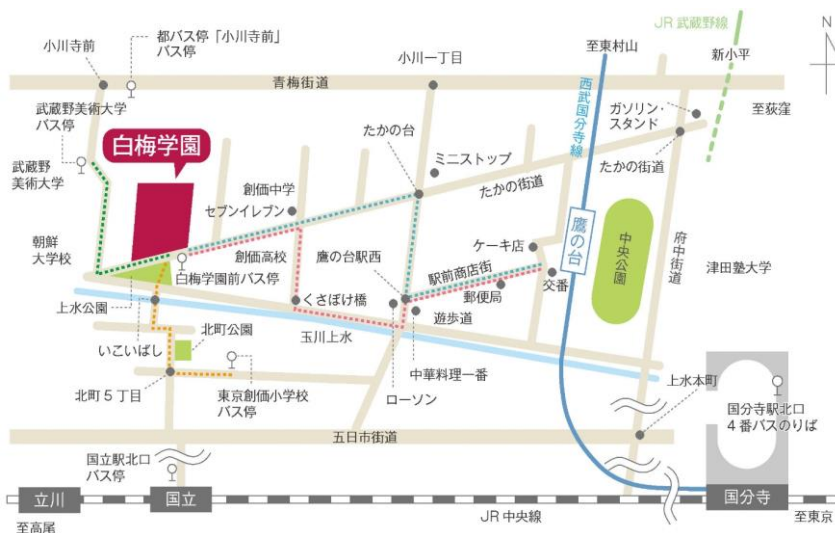 JR武蔵野線
N
都バス停「小川寺前」
バス停
小川寺前
小川一丁目
至東村山
新小平
青梅街道
西武国分寺線
ガソリン・
スタンド
至荻窪
武蔵野美術大学
バス停
白梅学園
たかの台
ミニストップ
たかの街道
たかの街道
武蔵野
美術大学
創価中学
セブンイレブン
朝鮮
大学校
創価高校
鷹の台駅西
ケーキ店
駅前商店街
鷹の台
中央公園
府中街道
津田塾大学
白梅学園前バス停
郵便局
交番
上水公園
くさぼけ橋
遊歩道
玉川上水
いこいばし
北町公園
中華料理一番
北町5丁目
東京創価小学校
バス停
ローソン
上水本町
国分寺駅北口
4番バスのりば
五日市街道
国立駅北口
バス停
立川
国立
国分寺
至高尾
JR中央線
至東京